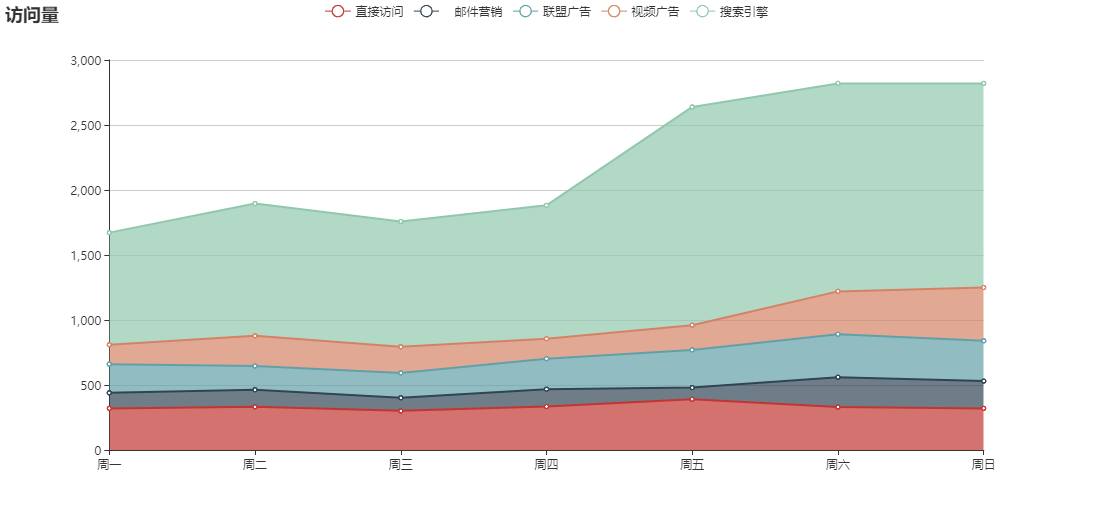 访问量
直接访问 邮件营销 联盟广告 视频广告 搜索引擎
3,000
2,500
2,000
1,500
1,000
500
0
周一 周二 周三 周四 周五 周六 周日